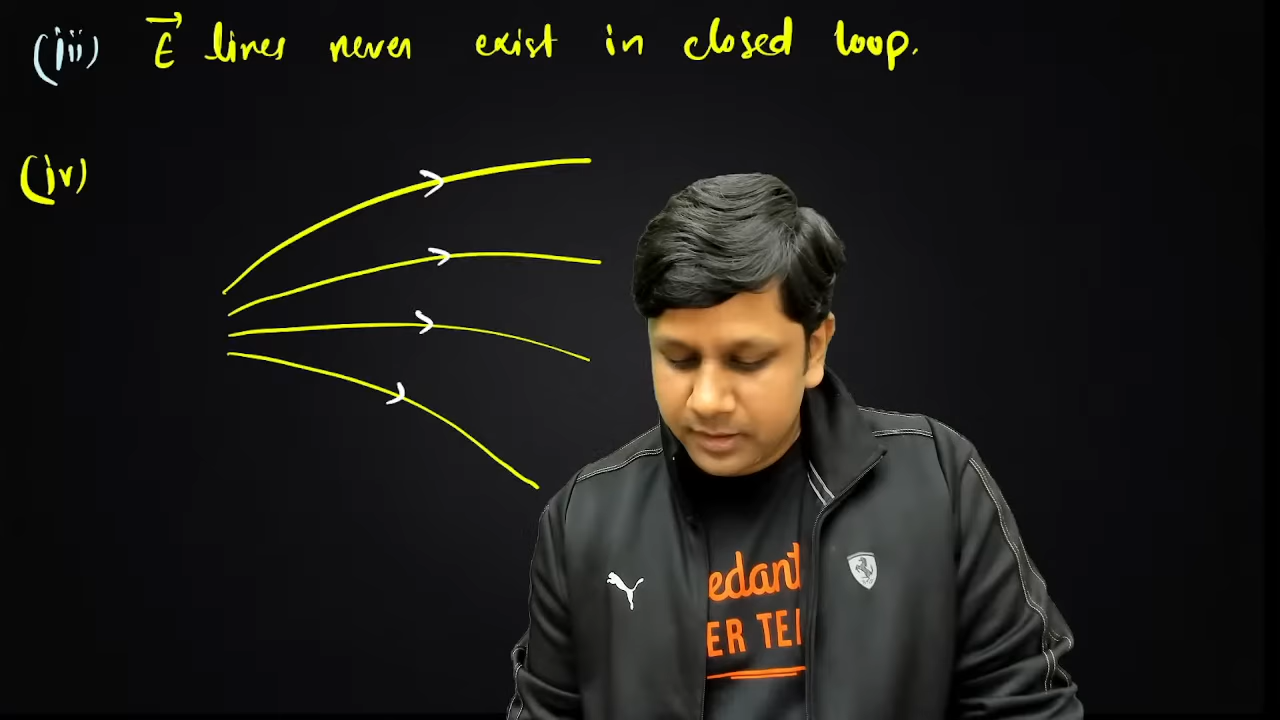 (iii) E⃗ lines never exist in closed loop.
(iv)
edant
ER TE